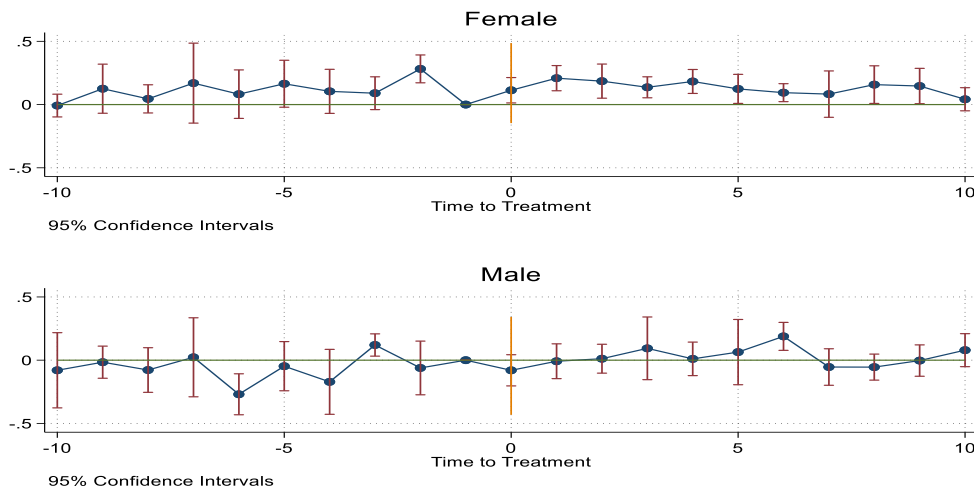 Female
.5
0
-.5
-10 -5 0 5 10
Time to Treatment
95% Confidence Intervals
Male
.5
0
-.5
-10 -5 0 5 10
Time to Treatment
95% Confidence Intervals